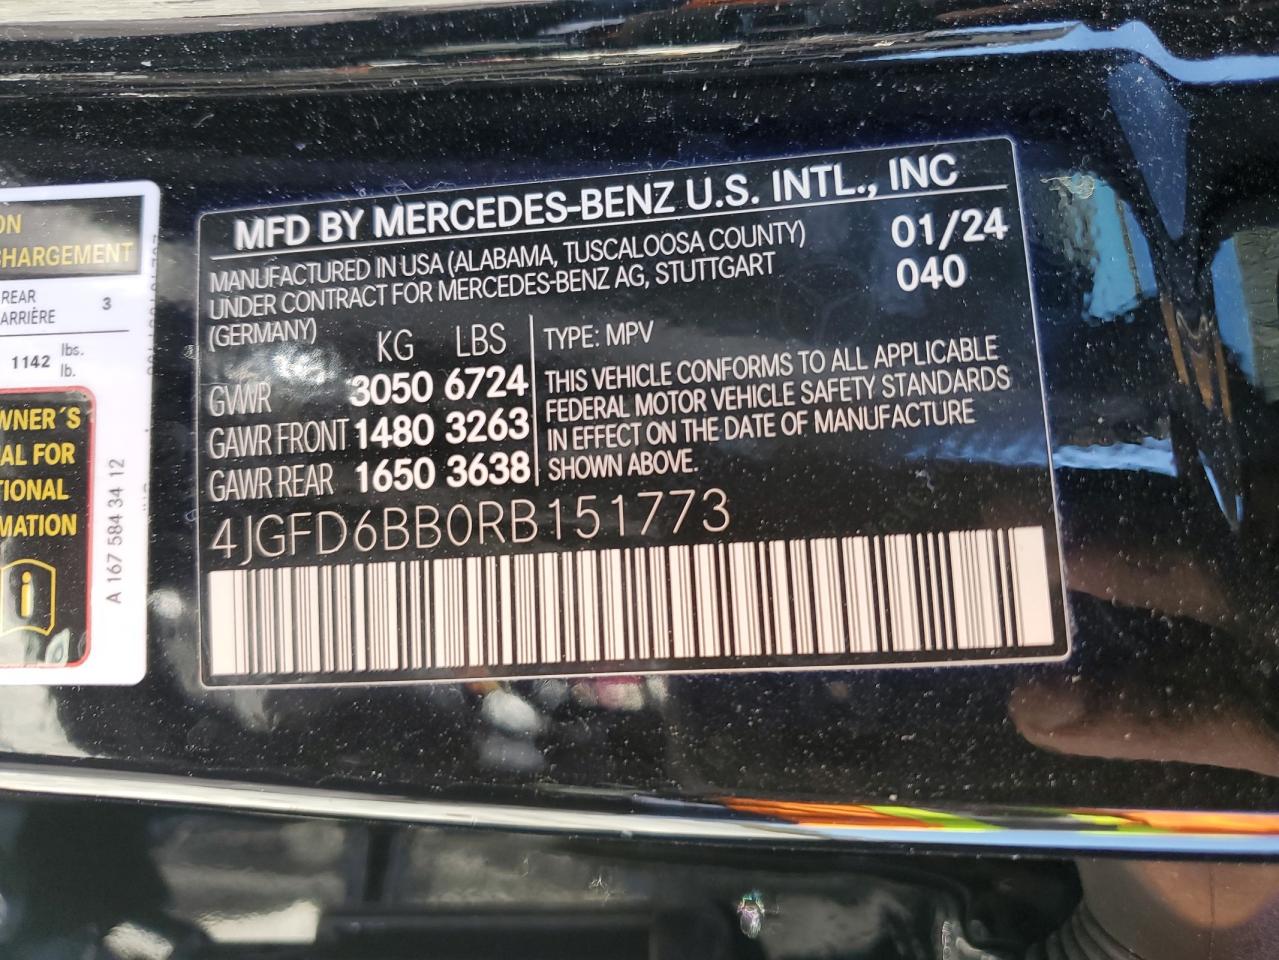 MFD BY MERCEDES-BENZ U.S. INTL., INC
MANUFACTURED IN USA (ALABAMA, TUSCALOOSA COUNTY) 01/24
UNDER CONTRACT FOR MERCEDES-BENZ AG, STUTTGART 040
(GERMANY)
KG LBS
GVWR 3050 6724
GAWR FRONT 1480 3263
GAWR REAR 1650 3638
TYPE: MPV
THIS VEHICLE CONFORMS TO ALL APPLICABLE
FEDERAL MOTOR VEHICLE SAFETY STANDARDS
IN EFFECT ON THE DATE OF MANUFACTURE
SHOWN ABOVE.
4JGFD6BB0RB151773
ON
CHARGEMENT
REAR
ARRIÈRE 3
1142 lbs.
lb.
WNER´S
AL FOR
TIONAL
MATION
i
A 167 584 34 12